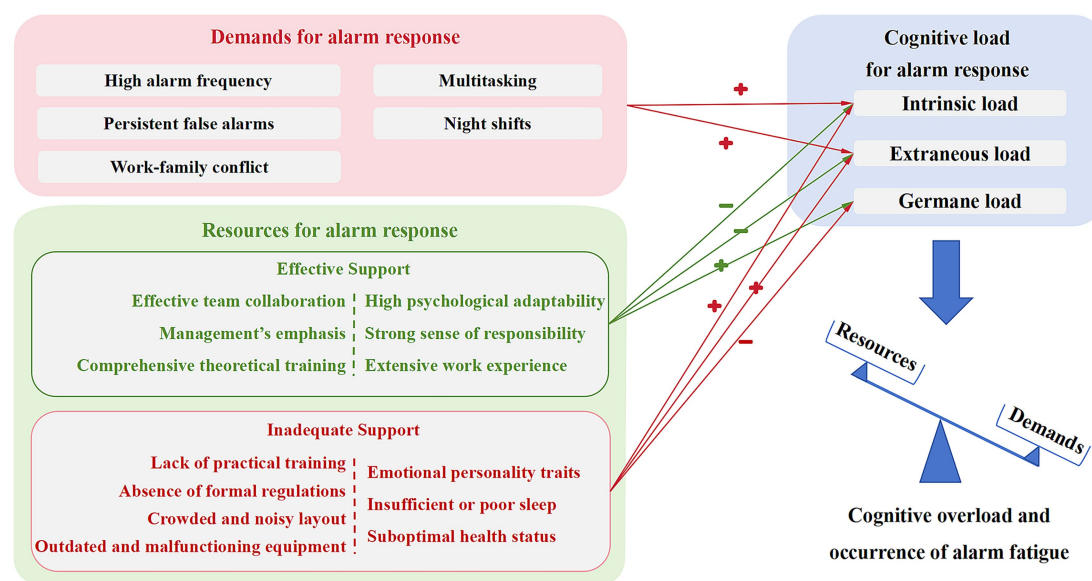 Demands for alarm response
High alarm frequency
Multitasking
Persistent false alarms
Night shifts
Work-family conflict
Resources for alarm response
Effective Support
Effective team collaboration
High psychological adaptability
Management's emphasis
Strong sense of responsibility
Comprehensive theoretical training
Extensive work experience
Inadequate Support
Lack of practical training
Absence of formal regulations
Crowded and noisy layout
Outdated and malfunctioning equipment
Emotional personality traits
Insufficient or poor sleep
Suboptimal health status
+
+
−
−
+
+
+
−
Cognitive load
for alarm response
Intrinsic load
Extraneous load
Germane load
Resources
Demands
Cognitive overload and
occurrence of alarm fatigue